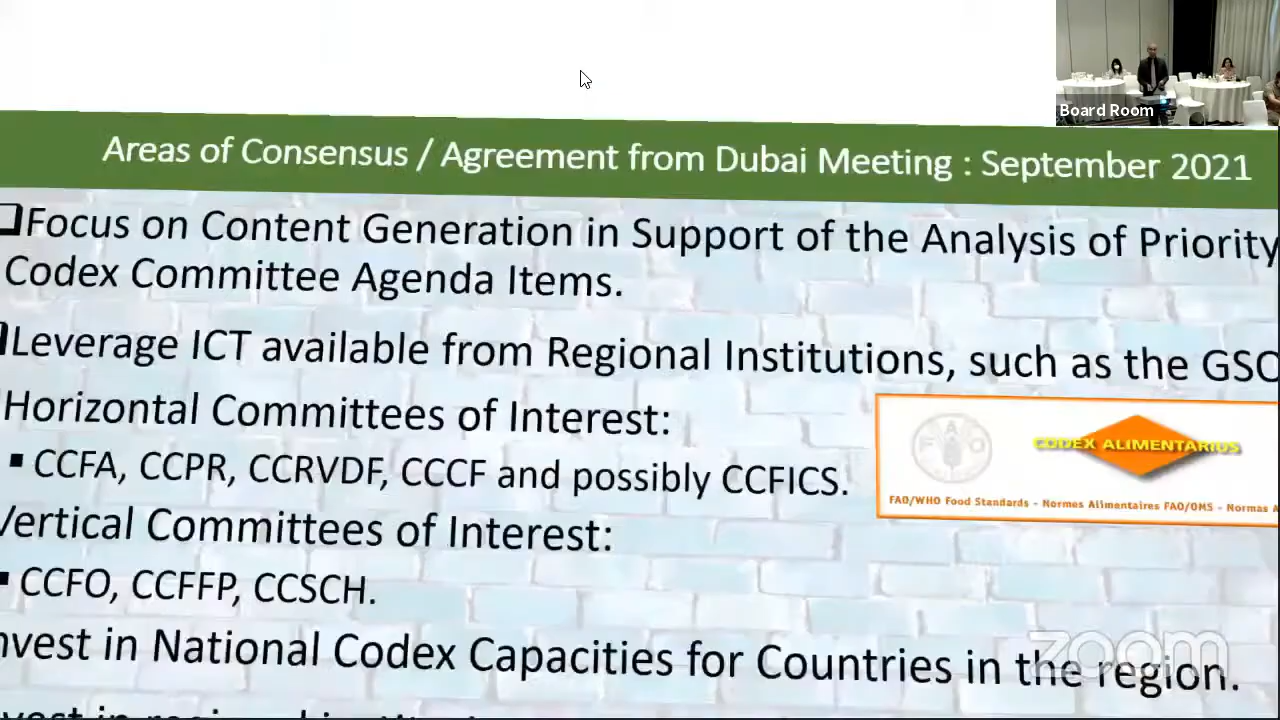 Board Room
Areas of Consensus / Agreement from Dubai Meeting : September 2021
Focus on Content Generation in Support of the Analysis of Priority
Codex Committee Agenda Items.
Leverage ICT available from Regional Institutions, such as the GSO
Horizontal Committees of Interest:
CCFA, CCPR, CCRVDF, CCCF and possibly CCFICS.
Vertical Committees of Interest:
CCFO, CCFFP, CCSCH.
nvest in National Codex Capacities for Countries in the region.
FAO
CODEX ALIMENTARIUS
FAO/WHO Food Standards - Normes Alimentaires FAO/OMS - Normas A
zoom